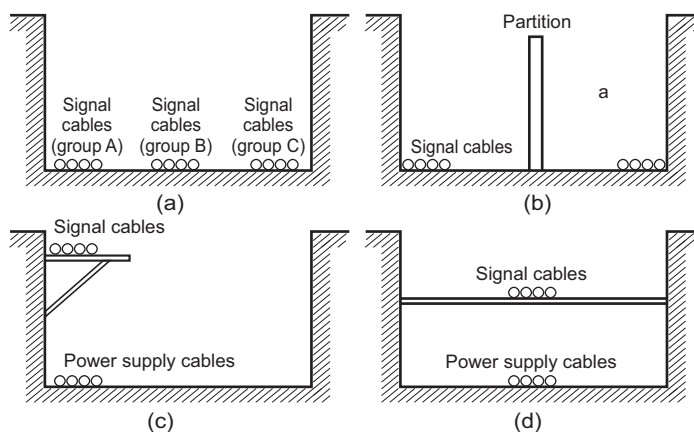 Signal
cables
(group A)
Signal
cables
(group B)
Signal
cables
(group C)
(a)
Partition
a
Signal cables
(b)
Signal cables
Power supply cables
(c)
Signal cables
Power supply cables
(d)